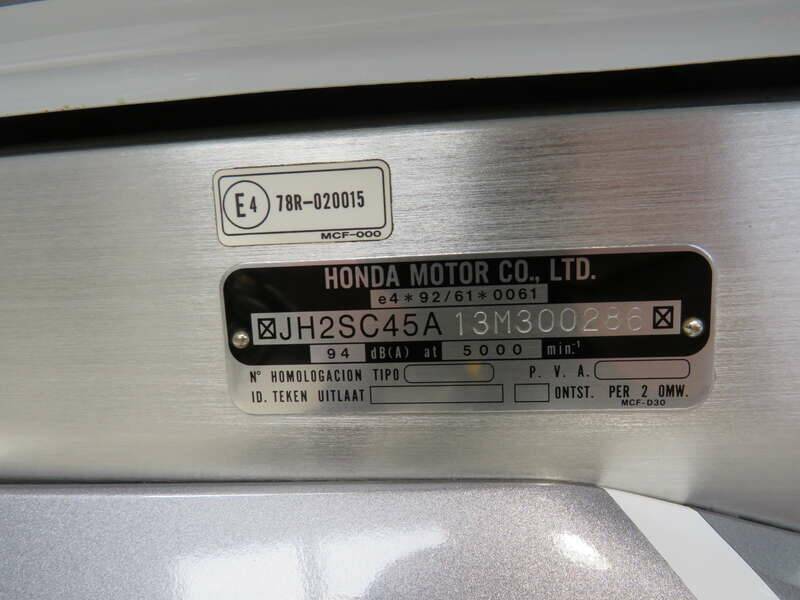 E4 78R-020015
MCF-000
HONDA MOTOR CO., LTD.
e4*92/61*0061
JH2SC45A 13M300286
94 dB(A) at 5000 min.-¹
Nº HOMOLOGACION TIPO P. V. A.
ID. TEKEN UITLAAT ONTST. PER 2 OMW.
MCF-D30